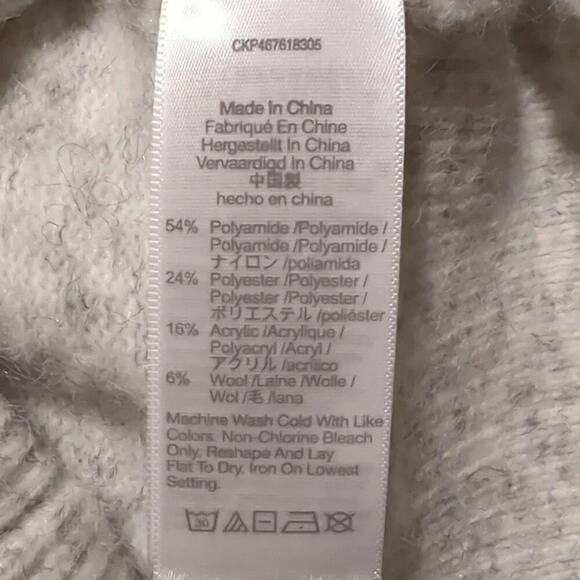 CKP467618305
Made In China
Fabriqué En Chine
Hergestellt In China
Vervaardigd In China
中国製
hecho en china
54% Polyamide /Polyamide /
Polyamide /Polyamide /
ナイロン /poliamida
24% Polyester /Polyester /
Polyester /Polyester /
ポリエステル /poliéster
16% Acrylic /Acrylique /
Polyacryl /Acryl /
アクリル /acrílico
6% Wool /Laine /Wolle /
Wol /毛 /lana
Machine Wash Cold With Like
Colors. Non-Chlorine Bleach
Only. Reshape And Lay
Flat To Dry. Iron On Lowest
Setting.
30